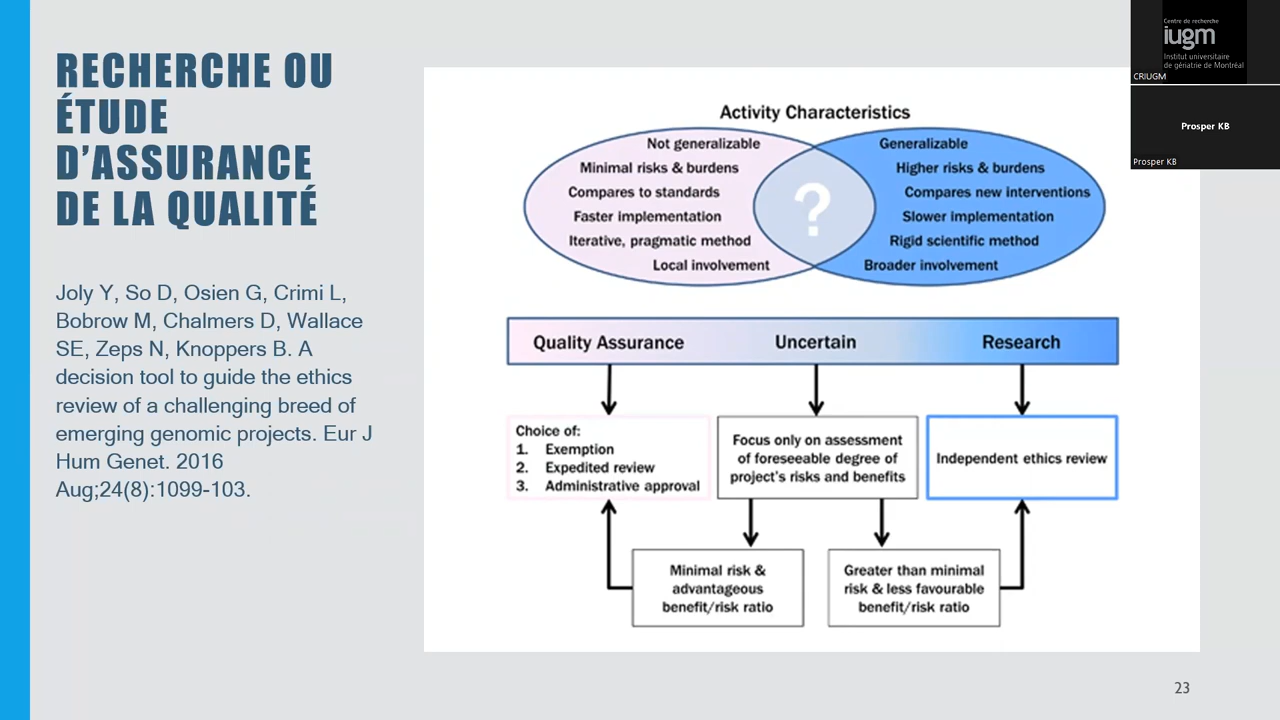 RECHERCHE OU
ÉTUDE
D'ASSURANCE
DE LA QUALITÉ
Joly Y, So D, Osien G, Crimi L,
Bobrow M, Chalmers D, Wallace
SE, Zeps N, Knoppers B. A
decision tool to guide the ethics
review of a challenging breed of
emerging genomic projects. Eur J
Hum Genet. 2016
Aug;24(8):1099-103.
Activity Characteristics
Not generalizable
Minimal risks & burdens
Compares to standards
Faster implementation
Iterative, pragmatic method
Local involvement
?
Generalizable
Higher risks & burdens
Compares new interventions
Slower implementation
Rigid scientific method
Broader involvement
Quality Assurance
Uncertain
Research
Choice of:
1. Exemption
2. Expedited review
3. Administrative approval
Focus only on assessment
of foreseeable degree of
project's risks and benefits
Independent ethics review
Minimal risk &
advantageous
benefit/risk ratio
Greater than minimal
risk & less favourable
benefit/risk ratio
23
Centre de recherche
iugm
Institut universitaire
de gériatrie de Montréal
CRIUGM
Prosper KB
Prosper KB